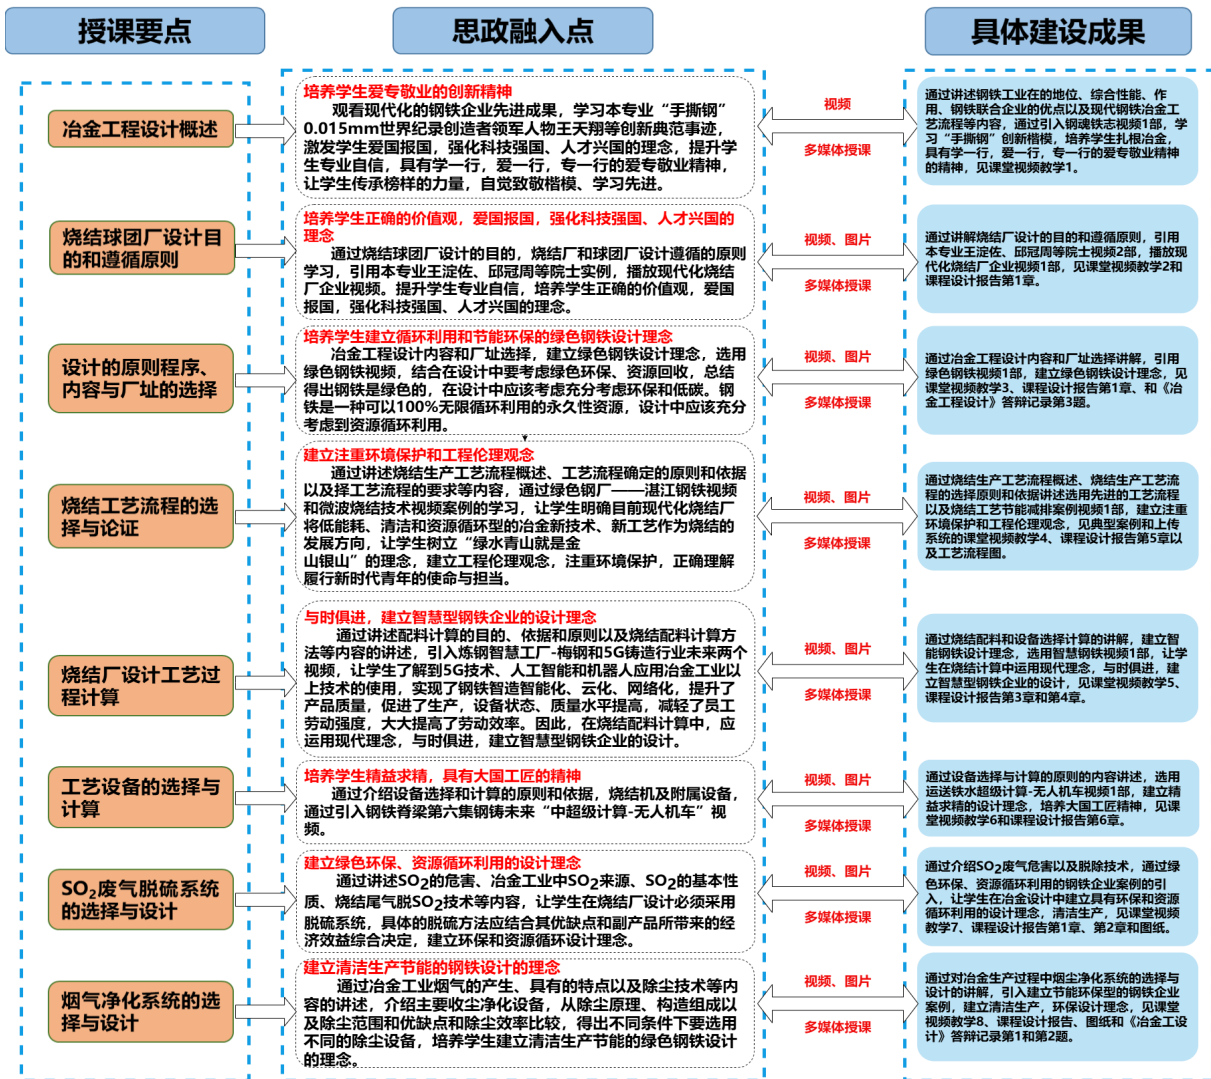 授课要点
思政融入点
具体建设成果
冶金工程设计概述
培养学生爱专敬业的创新精神
观看现代化的钢铁企业先进成果，学习本专业“手撕钢”
0.015mm世界纪录创造者领军人物王天翔等创新典范事迹，
激发学生爱国报国，强化科技强国、人才兴国的理念，提升学
生专业自信，具有学一行，爱一行，专一行的爱专敬业精神，
让学生传承榜样的力量，自觉致敬楷模、学习先进。
视频
多媒体授课
通过讲述钢铁工业在的地位、综合性能、作
用、钢铁联合企业的优点以及现代钢铁冶金工
艺流程等内容，通过引入钢魂铁志视频1部，学
习“手撕钢”创新楷模，培养学生扎根冶金，
具有学一行，爱一行，专一行的爱专敬业精神
的精神，见课堂视频教学1。
烧结球团厂设计目
的和遵循原则
培养学生正确的价值观，爱国报国，强化科技强国、人才兴国的
理念
通过烧结球团厂设计的目的，烧结厂和球团厂设计遵循的原则
学习，引用本专业王淀佐、邱冠周等院士实例，播放现代化烧结
厂企业视频。提升学生专业自信，培养学生正确的价值观，爱国
报国，强化科技强国、人才兴国的理念。
视频、图片
多媒体授课
通过讲解烧结厂设计的目的和遵循原则，引用
本专业王淀佐、邱冠周等院士视频2部，播放现
代化烧结厂企业视频1部，见课堂视频教学2和
课程设计报告第1章。
设计的原则程序、
内容与厂址的选择
培养学生建立循环利用和节能环保的绿色钢铁设计理念
冶金工程设计内容和厂址选择，建立绿色钢铁设计理念，选用
绿色钢铁视频，结合在设计中要考虑绿色环保、资源回收，总结
得出钢铁是绿色的，在设计中应该考虑充分考虑环保和低碳。钢
铁是一种可以100%无限循环利用的永久性资源，设计中应该充分
考虑到资源循环利用。
视频、图片
多媒体授课
通过冶金工程设计内容和厂址选择讲解，引用
绿色钢铁视频1部，建立绿色钢铁设计理念，见
课堂视频教学3、课程设计报告第1章、和《冶
金工程设计》答辩记录第3题。
烧结工艺流程的选
择与论证
建立注重环境保护和工程伦理观念
通过讲述烧结生产工艺流程概述、工艺流程确定的原则和依据
以及择工艺流程的要求等内容，通过绿色钢厂——湛江钢铁视频
和微波烧结技术视频案例的学习，让学生明确目前现代化烧结厂
将低能耗、清洁和资源循环型的冶金新技术、新工艺作为烧结的
发展方向，让学生树立“绿水青山就是金
山银山”的理念，建立工程伦理观念，注重环境保护，正确理解
履行新时代青年的使命与担当。
视频、图片
多媒体授课
通过烧结生产工艺流程概述、烧结生产工艺流
程的选择原则和依据讲述选用先进的工艺流程
以及烧结工艺节能减排案例视频1部，建立注重
环境保护和工程伦理观念，见典型案例和上传
系统的课堂视频教学4、课程设计报告第5章以
及工艺流程图。
烧结厂设计工艺过
程计算
与时俱进，建立智慧型钢铁企业的设计理念
通过讲述配料计算的目的、依据和原则以及烧结配料计算方
法等内容的讲述，引入炼钢智慧工厂-梅钢和5G铸造行业未来两个
视频，让学生了解到5G技术、人工智能和机器人应用冶金工业以
上技术的使用，实现了钢铁智造智能化、云化、网络化，提升了
产品质量，促进了生产，设备状态、质量水平提高，减轻了员工
劳动强度，大大提高了劳动效率。因此，在烧结配料计算中，应
运用现代理念，与时俱进，建立智慧型钢铁企业的设计。
视频、图片
多媒体授课
通过烧结配料和设备选择计算的讲解，建立智
能钢铁设计理念，选用智慧钢铁视频1部，让学
生在烧结计算中运用现代理念，与时俱进，建
立智慧型钢铁企业的设计，见课堂视频教学5、
课程设计报告第3章和第4章。
工艺设备的选择与
计算
培养学生精益求精，具有大国工匠的精神
通过介绍设备选择和计算的原则和依据，烧结机及附属设备，
通过引入钢铁脊梁第六集钢铸未来“中超级计算-无人机车”视
频。
视频、图片
多媒体授课
通过设备选择与计算的原则的内容讲述，选用
运送铁水超级计算-无人机车视频1部，建立精
益求精的设计理念，培养大国工匠精神，见课
堂视频教学6和课程设计报告第6章。
SO₂废气脱硫系统
的选择与设计
建立绿色环保、资源循环利用的设计理念
通过讲述SO₂的危害、冶金工业中SO₂来源、SO₂的基本性
质、烧结尾气脱SO₂技术等内容，让学生在烧结厂设计必须采用
脱硫系统，具体的脱硫方法应结合其优缺点和副产品所带来的
经济效益综合决定，建立环保和资源循环设计理念。
视频、图片
多媒体授课
通过介绍SO₂废气危害以及脱除技术，通过绿
色环保、资源循环利用的钢铁企业案例的引
入，让学生在冶金设计中建立具有环保和资源
循环利用的设计理念，清洁生产，见课堂视频
教学7、课程设计报告第1章、第2章和图纸。
烟气净化系统的选
择与设计
建立清洁生产节能的钢铁设计的理念
通过冶金工业烟气的产生、具有的特点以及除尘技术等内
容的讲述，介绍主要收尘净化设备，从除尘原理、构造组成以
及除尘范围和优缺点和除尘效率比较，得出不同条件下要选用
不同的除尘设备，培养学生建立清洁生产节能的绿色钢铁设计
的理念。
视频、图片
多媒体授课
通过对冶金生产过程中烟尘净化系统的选择与
设计的讲解，引入建立节能环保型的钢铁企业
案例，建立清洁生产，环保设计理念，见课堂
视频教学8、课程设计报告、图纸和《冶金工设
计》答辩记录第1和第2题。